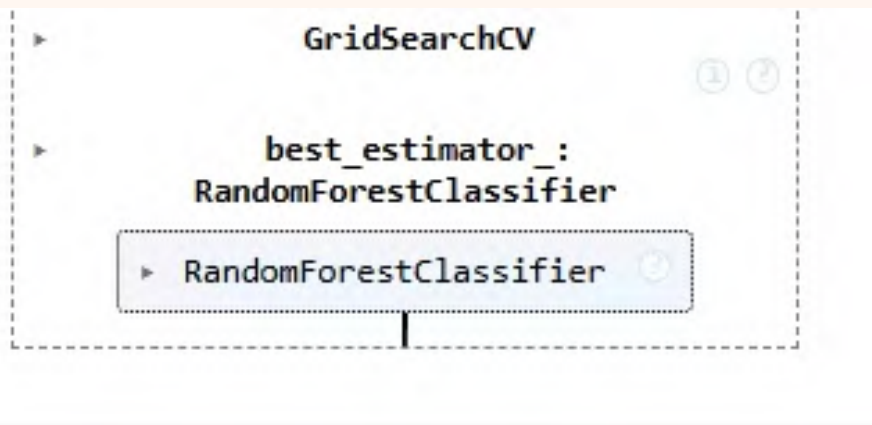 ▸ GridSearchCV
i ?
▸ best_estimator_:
RandomForestClassifier
▸ RandomForestClassifier ?